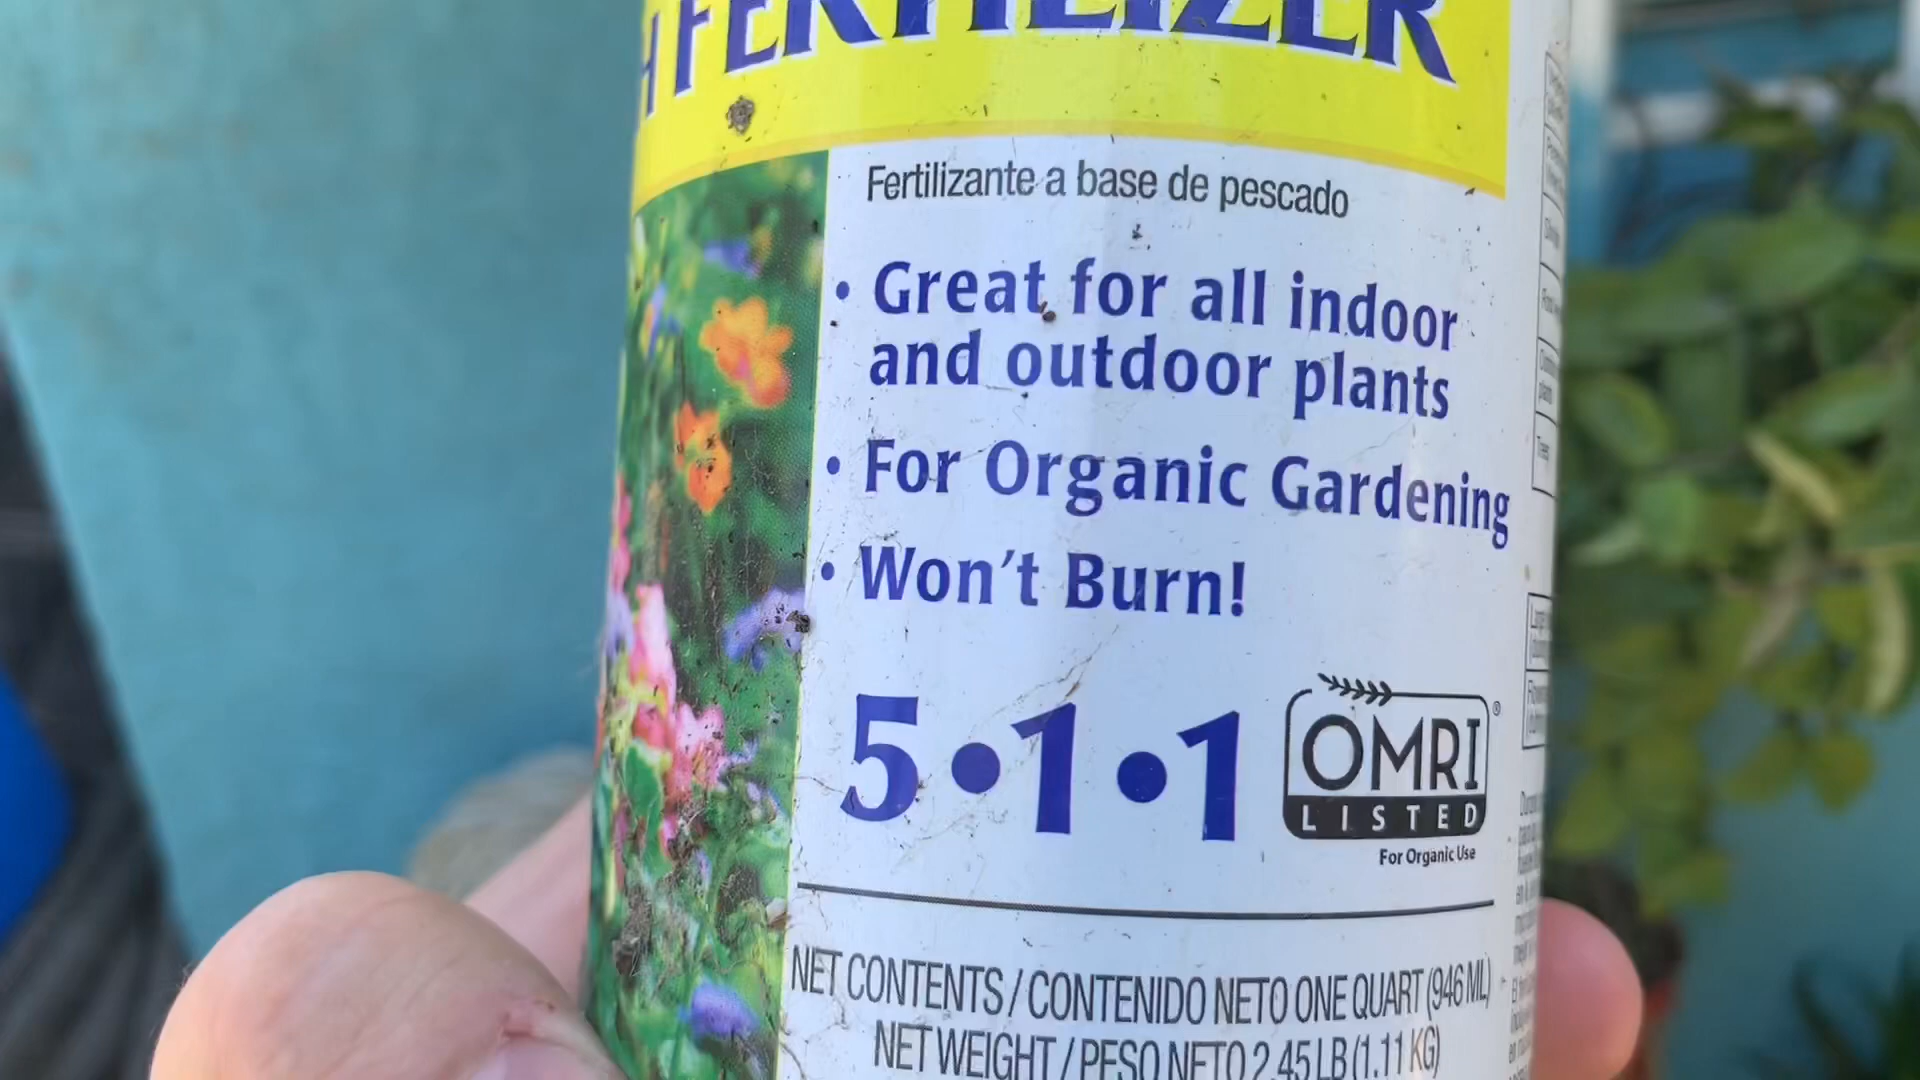 H FERTILIZER
Fertilizante a base de pescado
• Great for all indoor
and outdoor plants
• For Organic Gardening
• Won't Burn!
5•1•1
OMRI®
LISTED
For Organic Use
NET CONTENTS / CONTENIDO NETO ONE QUART (946 ML)
NET WEIGHT / PESO NETO 2.45 LB (1.11 KG)